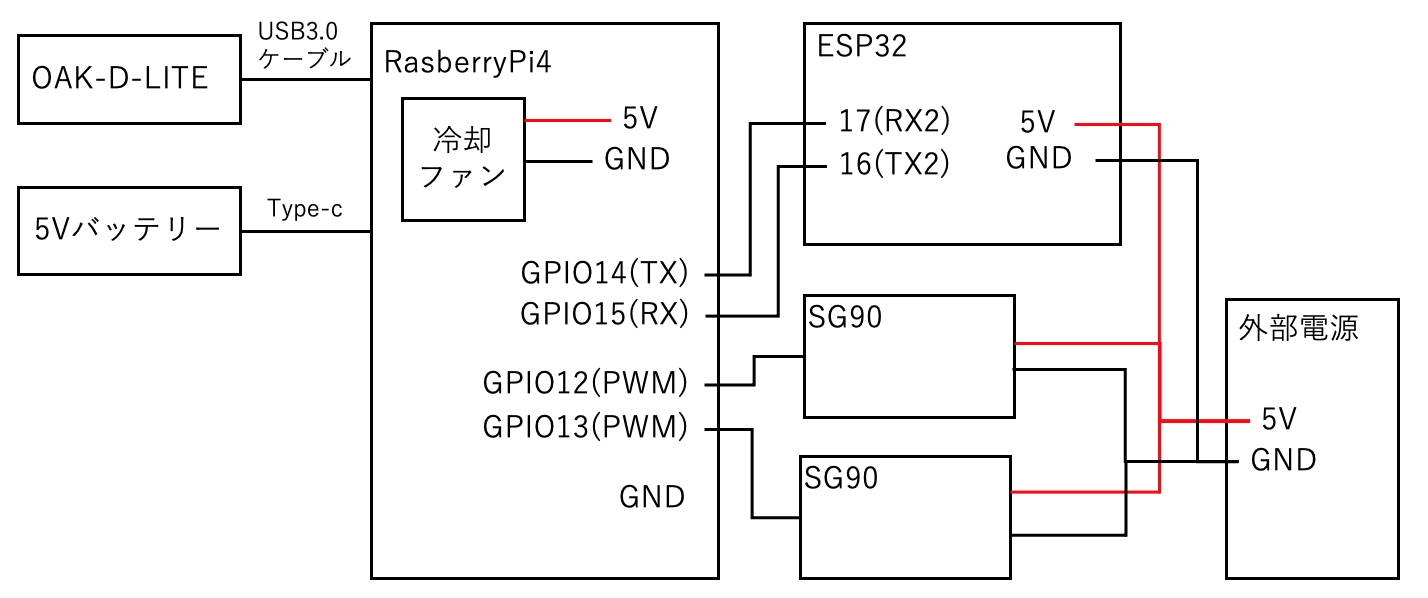 USB3.0
ケーブル
OAK-D-LITE
5Vバッテリー
Type-c
RasberryPi4
冷却
ファン
5V
GND
GPIO14(TX)
GPIO15(RX)
GPIO12(PWM)
GPIO13(PWM)
GND
ESP32
17(RX2)
16(TX2)
5V
GND
SG90
SG90
外部電源
5V
GND